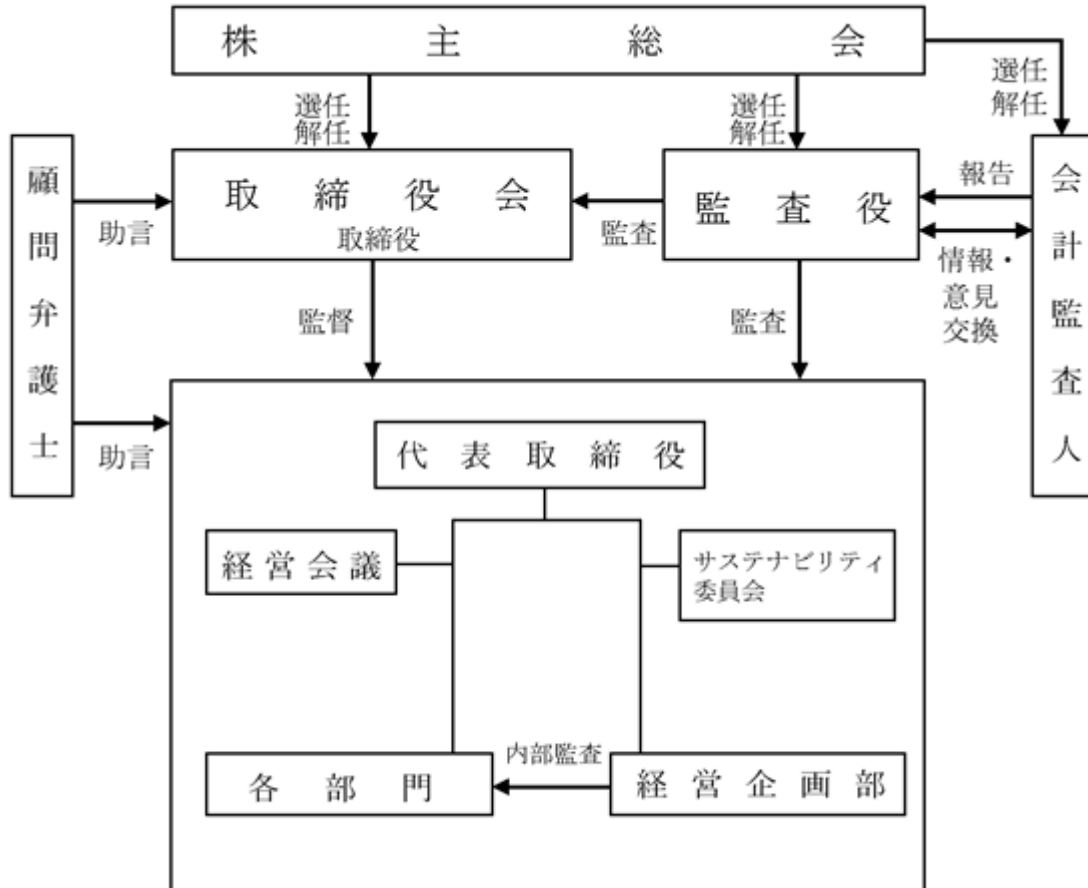 株主総会
選任
解任
選任
解任
選任
解任
顧問弁護士
助言
取締役会
取締役
監査
監査役
報告
情報・
意見
交換
会計監査人
監督
監査
助言
代表取締役
経営会議
サステナビリティ
委員会
各部門
内部監査
経営企画部